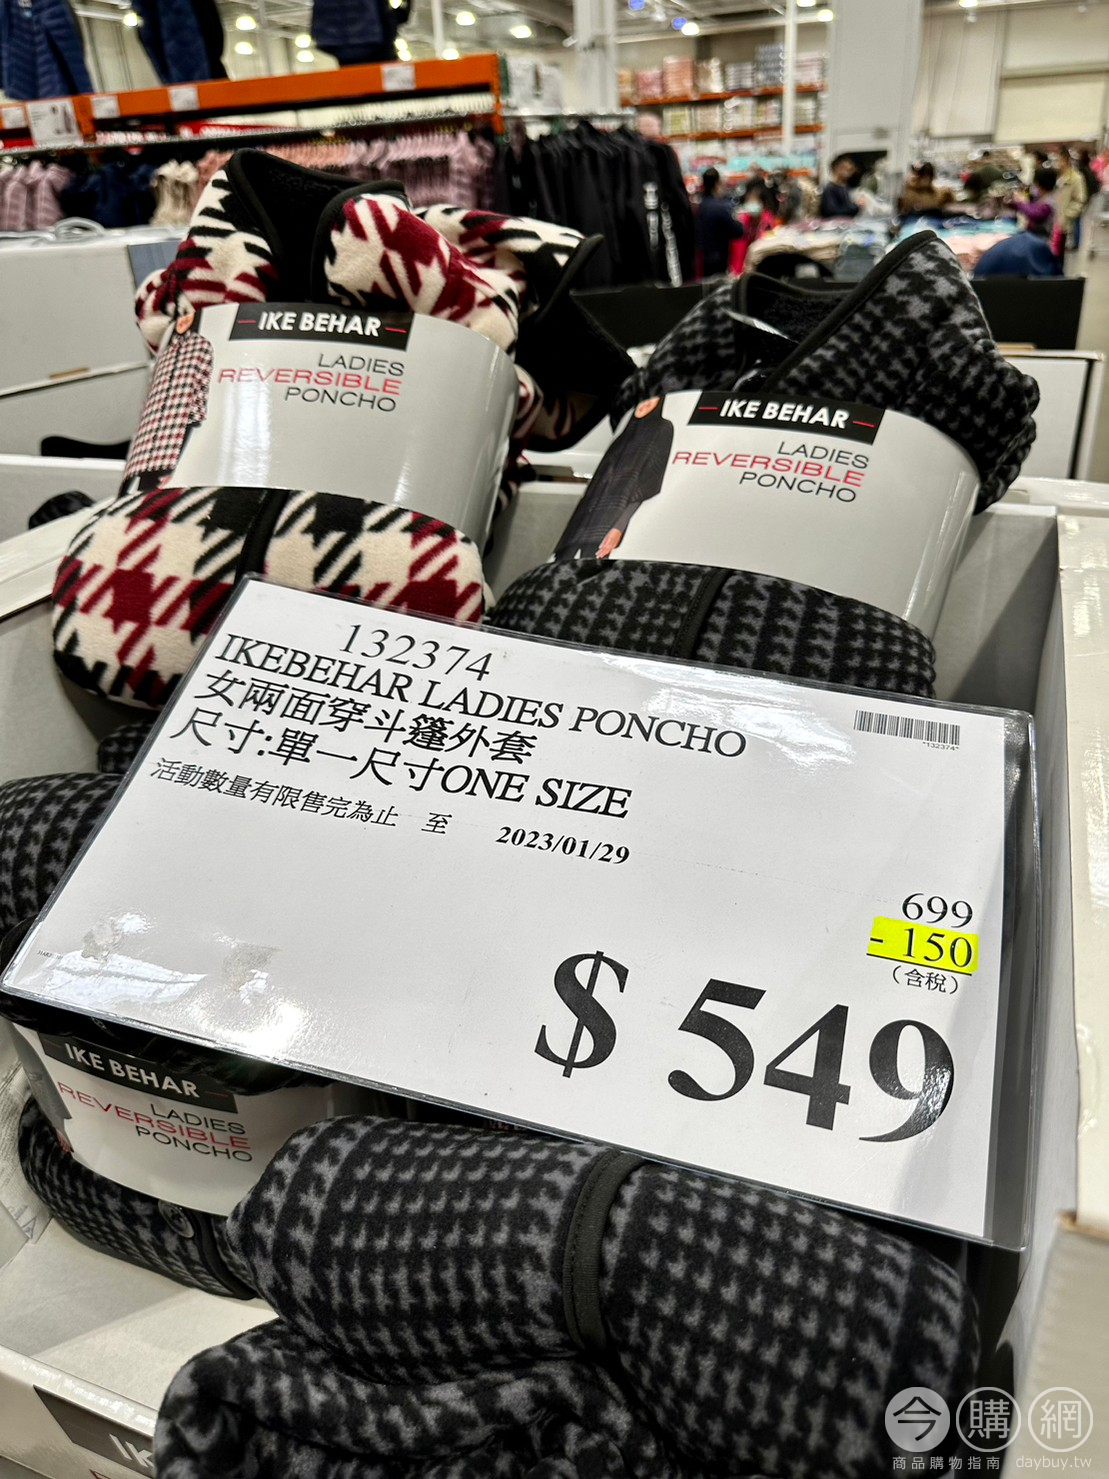 IKE BEHAR
LADIES
REVERSIBLE
PONCHO
IKE BEHAR
LADIES
REVERSIBLE
PONCHO
132374
IKEBEHAR LADIES PONCHO
女兩面穿斗篷外套
尺寸:單一尺寸ONE SIZE
活動數量有限售完為止 至 2023/01/29
*132374*
699
- 150
(含稅)
$ 549
IKE BEHAR
LADIES
REVERSIBLE
PONCHO
IK
今購網
商品購物指南 daybuy.tw